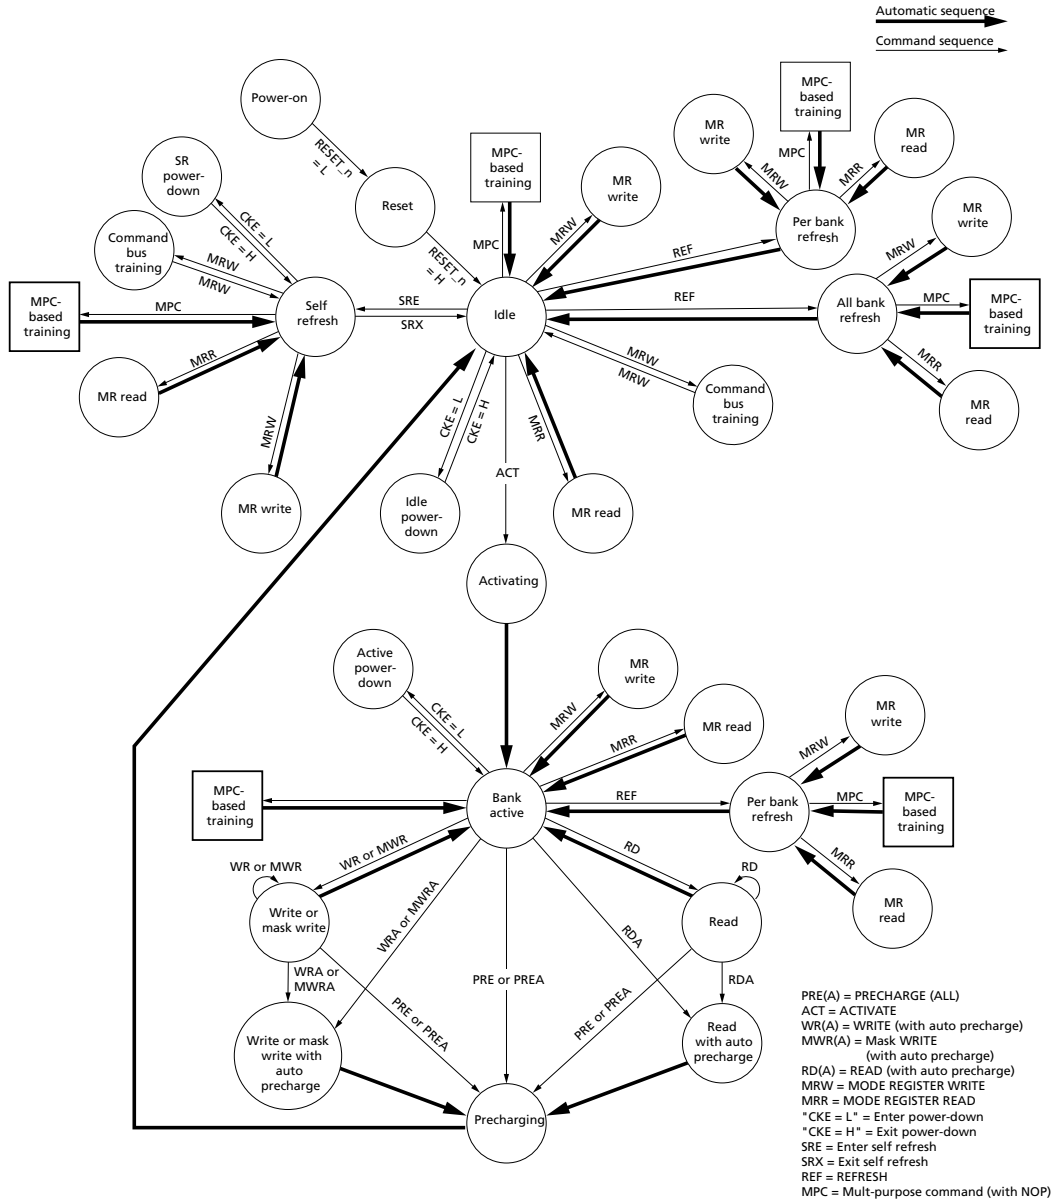 Automatic sequence
Command sequence
Power-on
RESET_n
= L
Reset
RESET_n
= H
SR
power-
down
CKE = L
CKE = H
Command
bus
training
MRW
MRW
MPC-
based
training
MPC
Self
refresh
MRR
MR read
MRW
MR write
SRE
SRX
MPC-
based
training
MPC
MR
write
MRW
Idle
REF
MR
write
MRW
MPC-
based
training
MPC
MR
read
MRR
Per bank
refresh
REF
All bank
refresh
MR
write
MRW
MPC
MPC-
based
training
MRR
MR
read
MRW
MRW
Command
bus
training
CKE = L
CKE = H
Idle
power-
down
ACT
MRR
MR read
Activating
Active
power-
down
CKE = L
CKE = H
MR
write
MRW
MR read
MRR
MPC-
based
training
Bank
active
REF
Per bank
refresh
MR
write
MRW
MPC
MPC-
based
training
MRR
MR
read
WR or MWR
WR or MWR
Write or
mask write
RD
RD
Read
WRA or MWRA
RDA
WRA or
MWRA
PRE or PREA
PRE or PREA
PRE or PREA
RDA
Write or mask
write with
auto
precharge
Read
with auto
precharge
Precharging
PRE(A) = PRECHARGE (ALL)
ACT = ACTIVATE
WR(A) = WRITE (with auto precharge)
MWR(A) = Mask WRITE
(with auto precharge)
RD(A) = READ (with auto precharge)
MRW = MODE REGISTER WRITE
MRR = MODE REGISTER READ
"CKE = L" = Enter power-down
"CKE = H" = Exit power-down
SRE = Enter self refresh
SRX = Exit self refresh
REF = REFRESH
MPC = Mult-purpose command (with NOP)